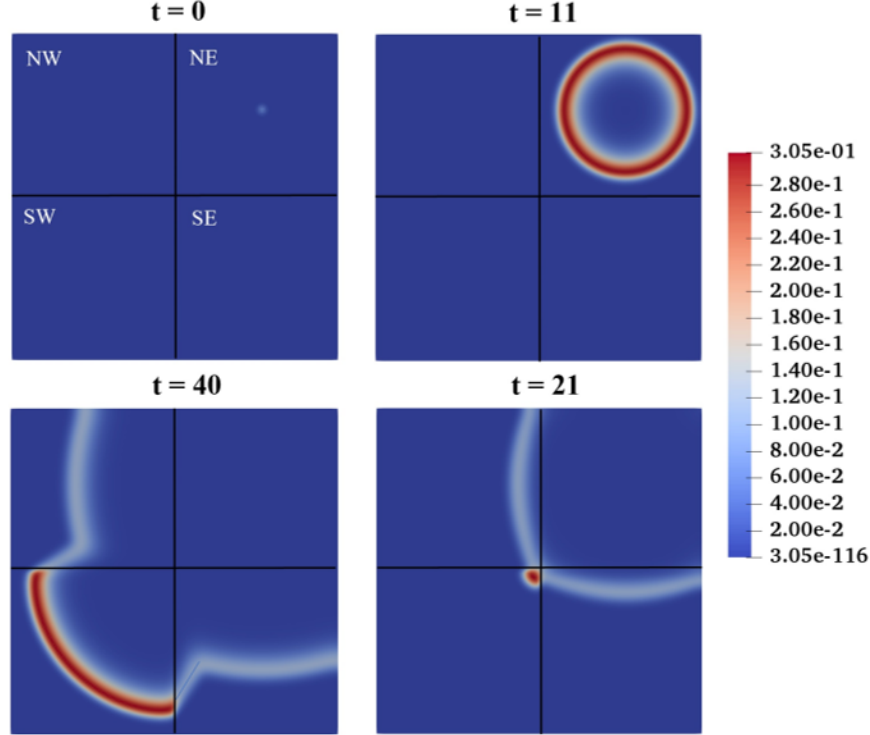 t = 0
t = 11
NW
NE
SW
SE
3.05e-01
2.80e-1
2.60e-1
2.40e-1
2.20e-1
2.00e-1
1.80e-1
1.60e-1
1.40e-1
1.20e-1
1.00e-1
8.00e-2
6.00e-2
4.00e-2
2.00e-2
3.05e-116
t = 40
t = 21